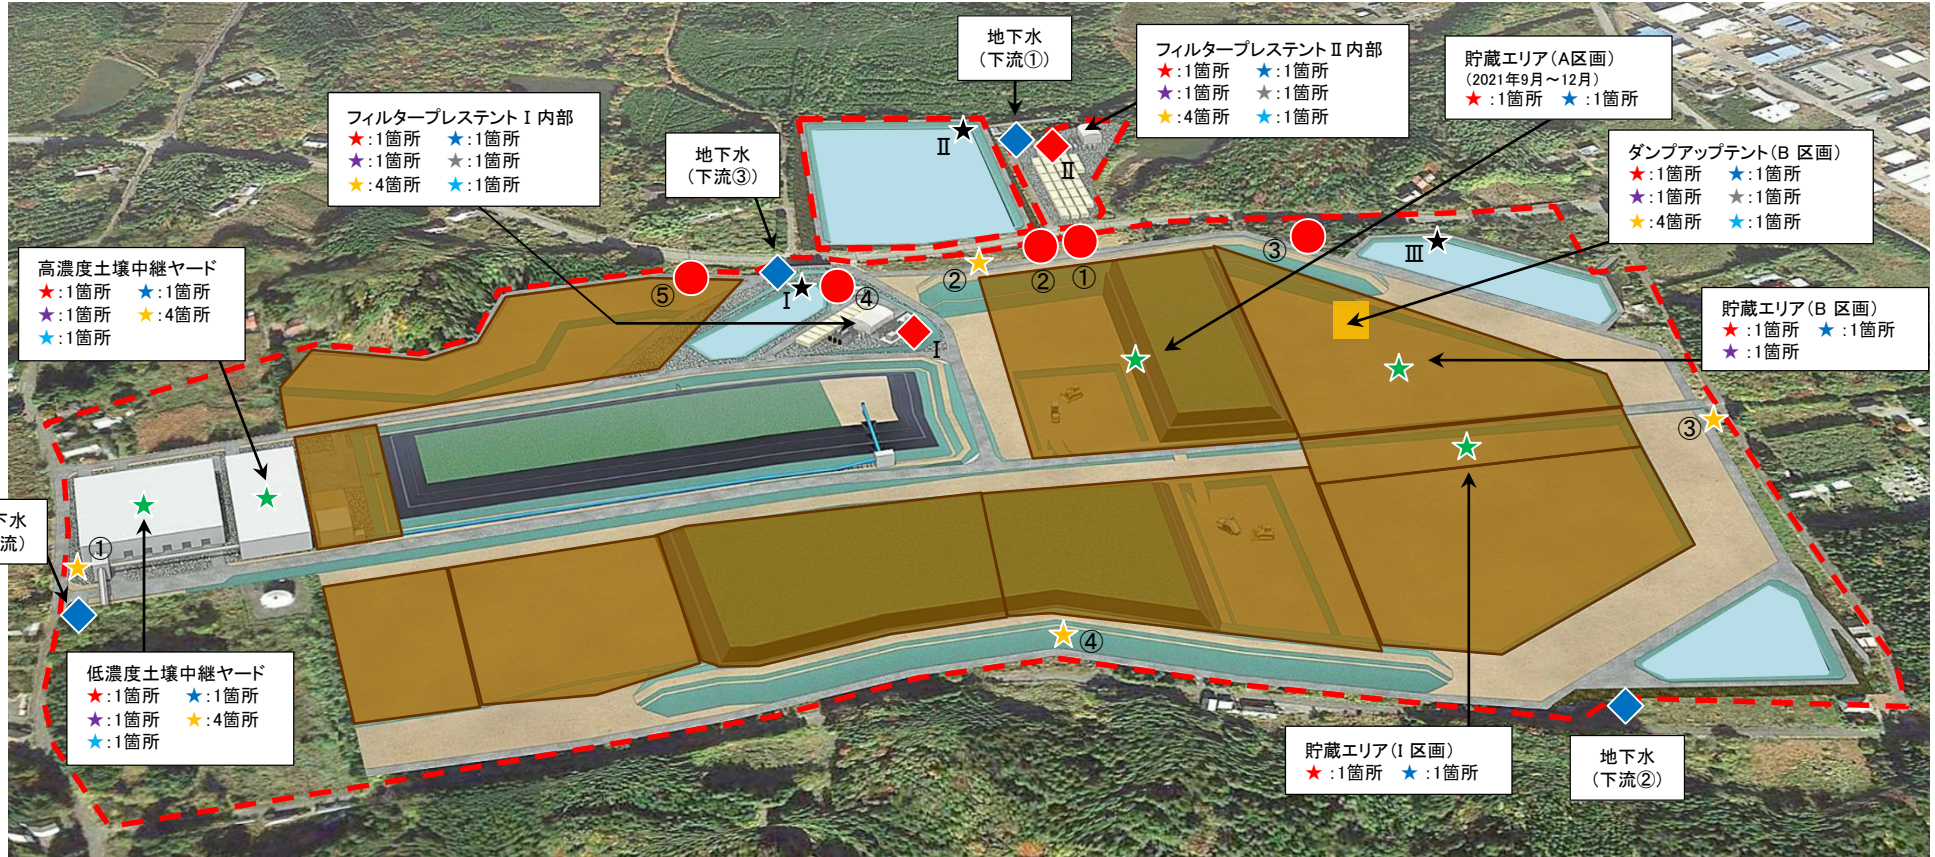 地下水
(下流①)
フィルタープレステントⅡ内部
★:1箇所 ★:1箇所
★:1箇所 ★:1箇所
★:4箇所 ★:1箇所
貯蔵エリア(A区画)
(2021年9月～12月)
★:1箇所 ★:1箇所
フィルタープレステントⅠ内部
★:1箇所 ★:1箇所
★:1箇所 ★:1箇所
★:4箇所 ★:1箇所
地下水
(下流③)
ダンプアップテント(B 区画)
★:1箇所 ★:1箇所
★:1箇所 ★:1箇所
★:4箇所 ★:1箇所
高濃度土壌中継ヤード
★:1箇所 ★:1箇所
★:1箇所 ★:4箇所
★:1箇所
貯蔵エリア(B 区画)
★:1箇所 ★:1箇所
★:1箇所
Ⅱ
Ⅱ
Ⅲ
③
②
②
①
⑤
Ⅰ
④
Ⅰ
③
下水
流)
①
④
低濃度土壌中継ヤード
★:1箇所 ★:1箇所
★:1箇所 ★:4箇所
★:1箇所
貯蔵エリア(I 区画)
★:1箇所 ★:1箇所
地下水
(下流②)